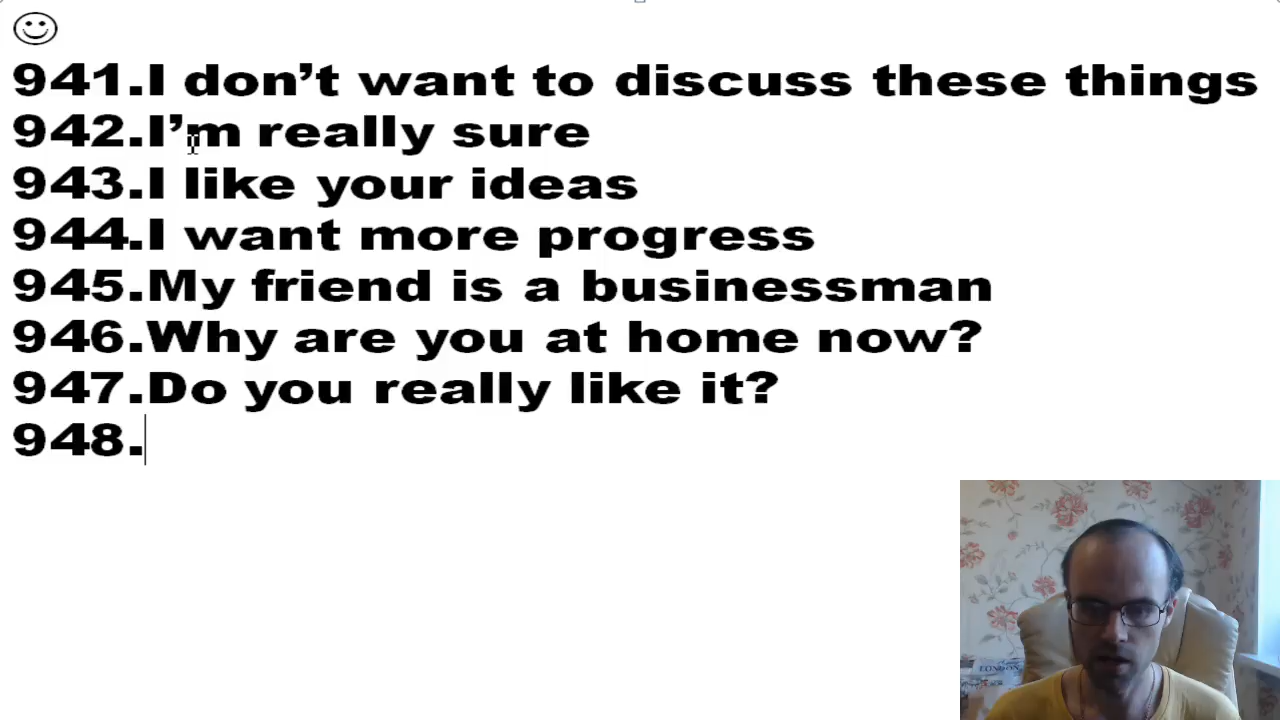 941.I don’t want to discuss these things
942.I’m really sure
943.I like your ideas
944.I want more progress
945.My friend is a businessman
946.Why are you at home now?
947.Do you really like it?
948.
LONDON